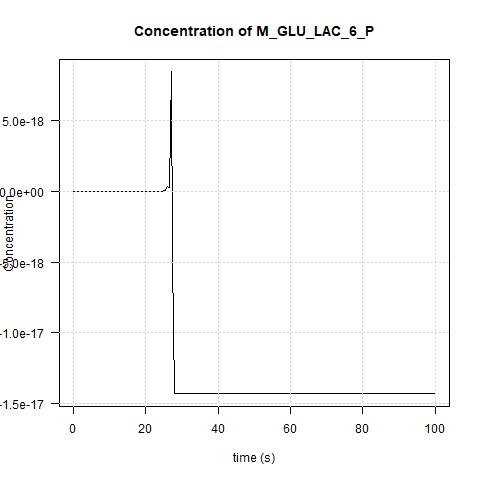 Concentration of M_GLU_LAC_6_P
Concentration
5.0e-18
0.0e+00
-5.0e-18
-1.0e-17
-1.5e-17
0 20 40 60 80 100
time (s)